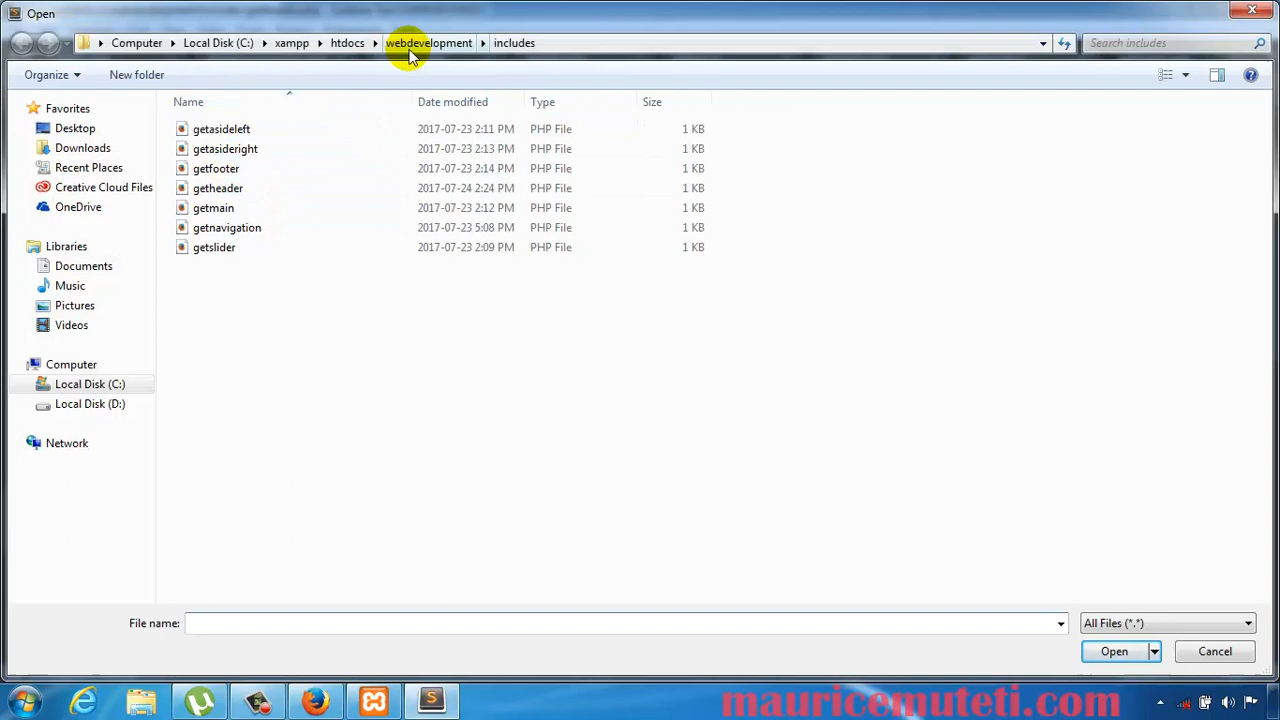 Open
Computer Local Disk (C:) xampp htdocs webdevelopment includes
Search includes
Organize New folder
Name Date modified Type Size
Favorites
Desktop
Downloads
Recent Places
Creative Cloud Files
OneDrive
Libraries
Documents
Music
Pictures
Videos
Computer
Local Disk (C:)
Local Disk (D:)
Network
getasideleft 2017-07-23 2:11 PM PHP File 1 KB
getasideright 2017-07-23 2:13 PM PHP File 1 KB
getfooter 2017-07-23 2:14 PM PHP File 1 KB
getheader 2017-07-24 2:24 PM PHP File 1 KB
getmain 2017-07-23 2:12 PM PHP File 1 KB
getnavigation 2017-07-23 5:08 PM PHP File 1 KB
getslider 2017-07-23 2:09 PM PHP File 1 KB
File name:
All Files (*.*)
Open Cancel
mauricemuteti.com